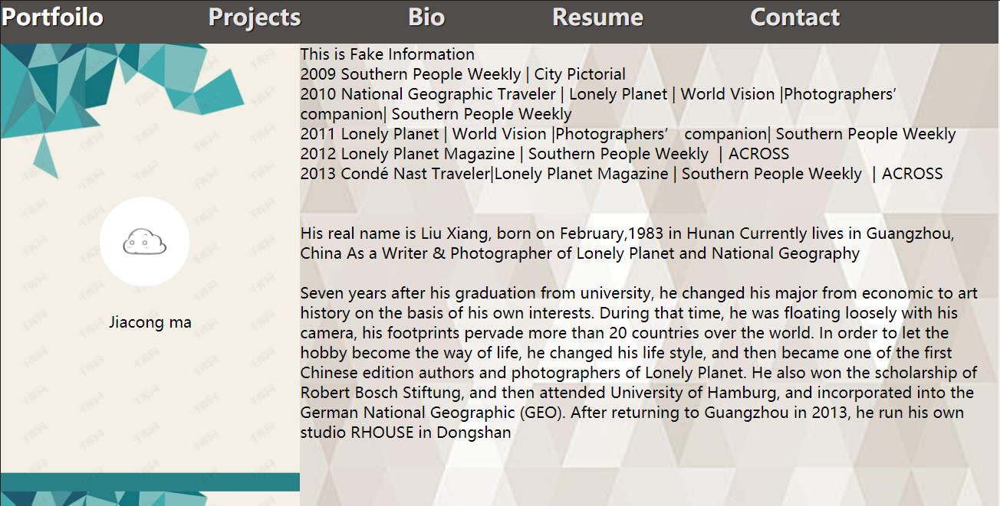 Portfoilo Projects Bio Resume Contact
This is Fake Information
2009 Southern People Weekly | City Pictorial
2010 National Geographic Traveler | Lonely Planet | World Vision |Photographers’
companion| Southern People Weekly
2011 Lonely Planet | World Vision |Photographers’ companion| Southern People Weekly
2012 Lonely Planet Magazine | Southern People Weekly | ACROSS
2013 Condé Nast Traveler|Lonely Planet Magazine | Southern People Weekly | ACROSS
His real name is Liu Xiang, born on February,1983 in Hunan Currently lives in Guangzhou,
China As a Writer & Photographer of Lonely Planet and National Geography
Seven years after his graduation from university, he changed his major from economic to art
history on the basis of his own interests. During that time, he was floating loosely with his
camera, his footprints pervade more than 20 countries over the world. In order to let the
hobby become the way of life, he changed his life style, and then became one of the first
Chinese edition authors and photographers of Lonely Planet. He also won the scholarship of
Robert Bosch Stiftung, and then attended University of Hamburg, and incorporated into the
German National Geographic (GEO). After returning to Guangzhou in 2013, he run his own
studio RHOUSE in Dongshan
Jiacong ma